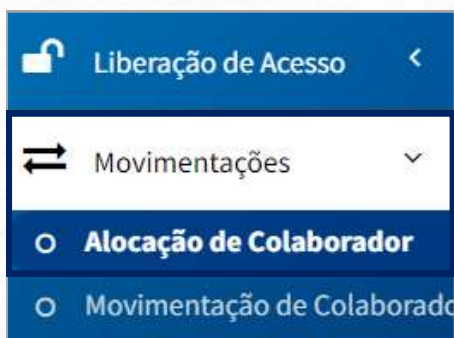 Liberação de Acesso
Movimentações
Alocação de Colaborador
Movimentação de Colaborado